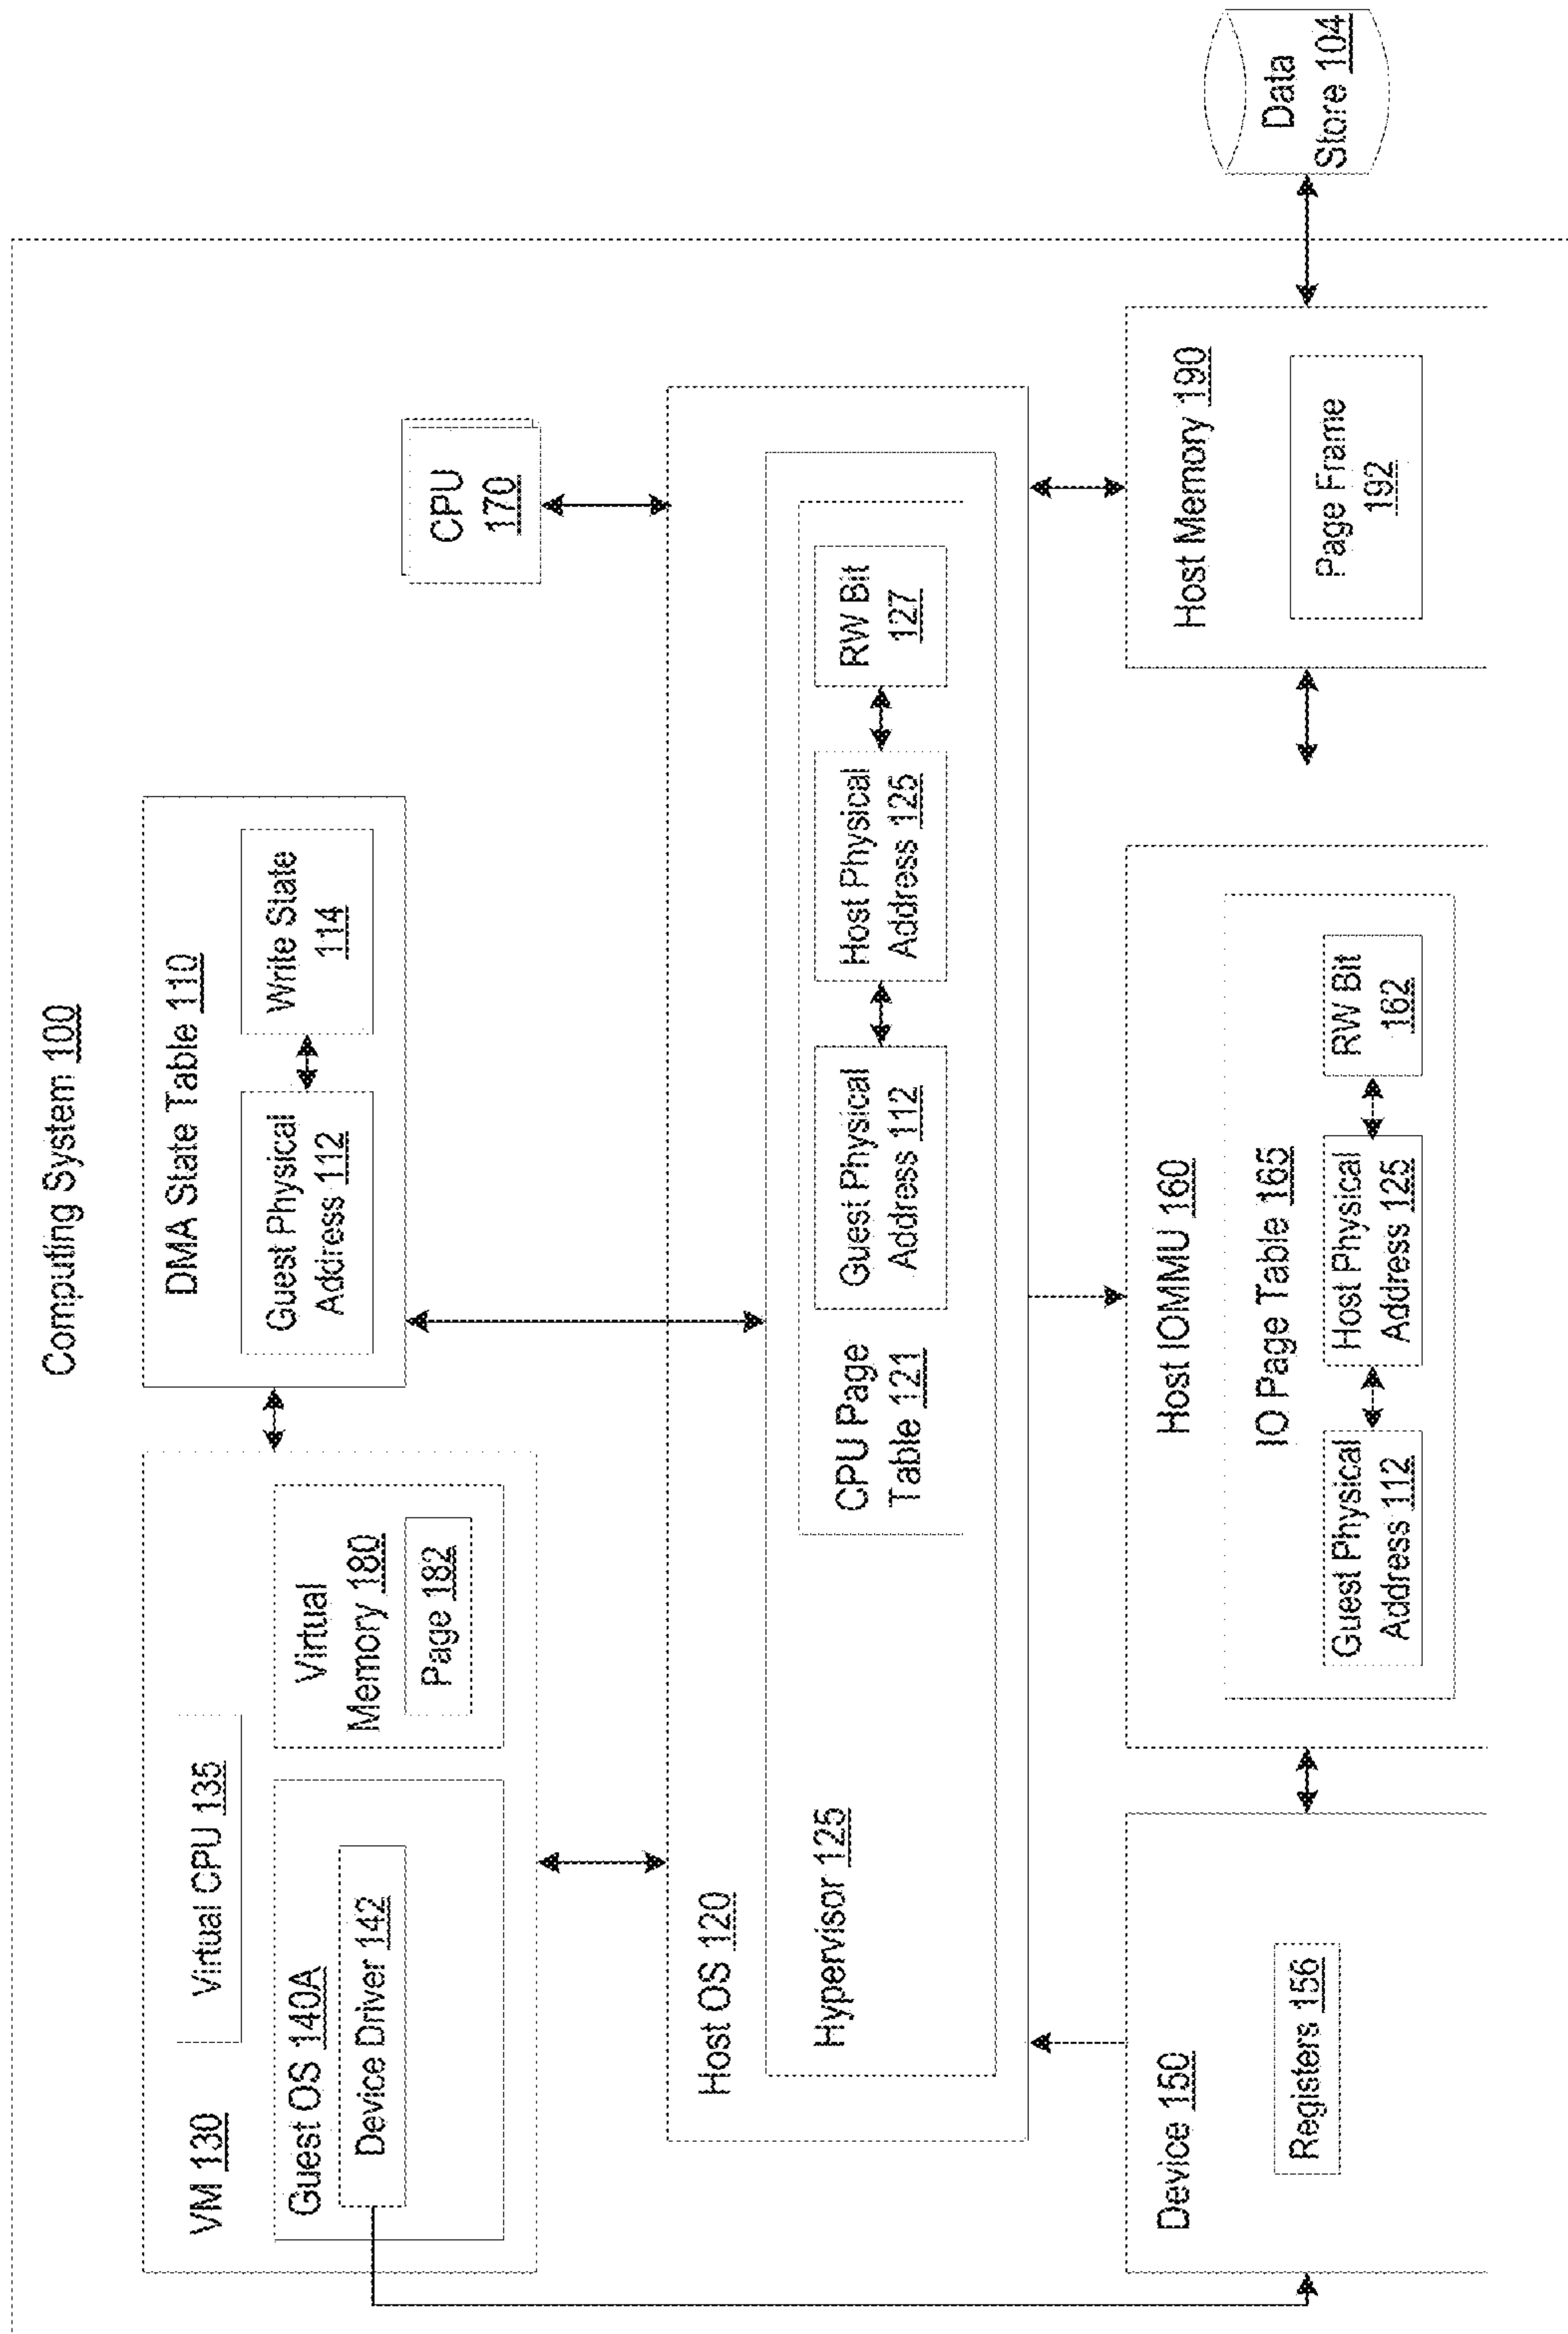 Computing System 100
VM 130
Virtual CPU 135
Guest OS 140A
Device Driver 142
Virtual
Memory 180
Page 182
DMA State Table 110
Guest Physical
Address 112
Write State
114
CPU
170
Host OS 120
Hypervisor 125
CPU Page
Table 121
Guest Physical
Address 112
Host Physical
Address 125
RW Bit
127
Device 150
Registers 156
Host IOMMU 160
IO Page Table 165
Guest Physical
Address 112
Host Physical
Address 125
RW Bit
162
Host Memory 190
Page Frame
192
Data
Store 104